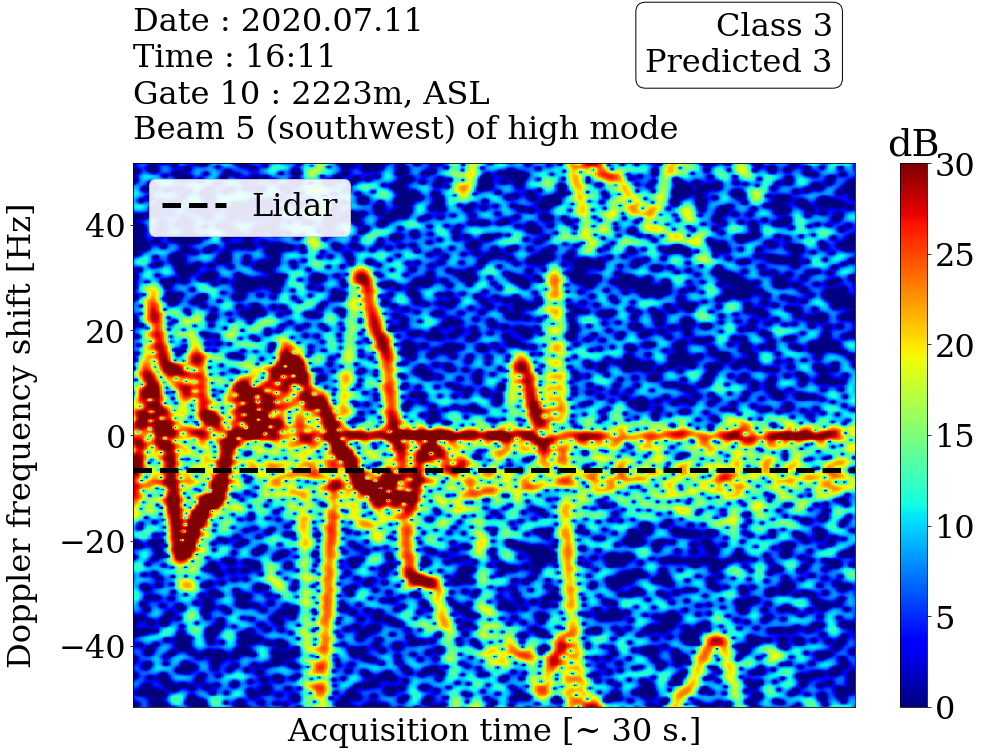 Date : 2020.07.11
Time : 16:11
Gate 10 : 2223m, ASL
Beam 5 (southwest) of high mode
Class 3
Predicted 3
dB
Lidar
Doppler frequency shift [Hz]
40
20
0
−20
−40
30
25
20
15
10
5
0
Acquisition time [~ 30 s.]